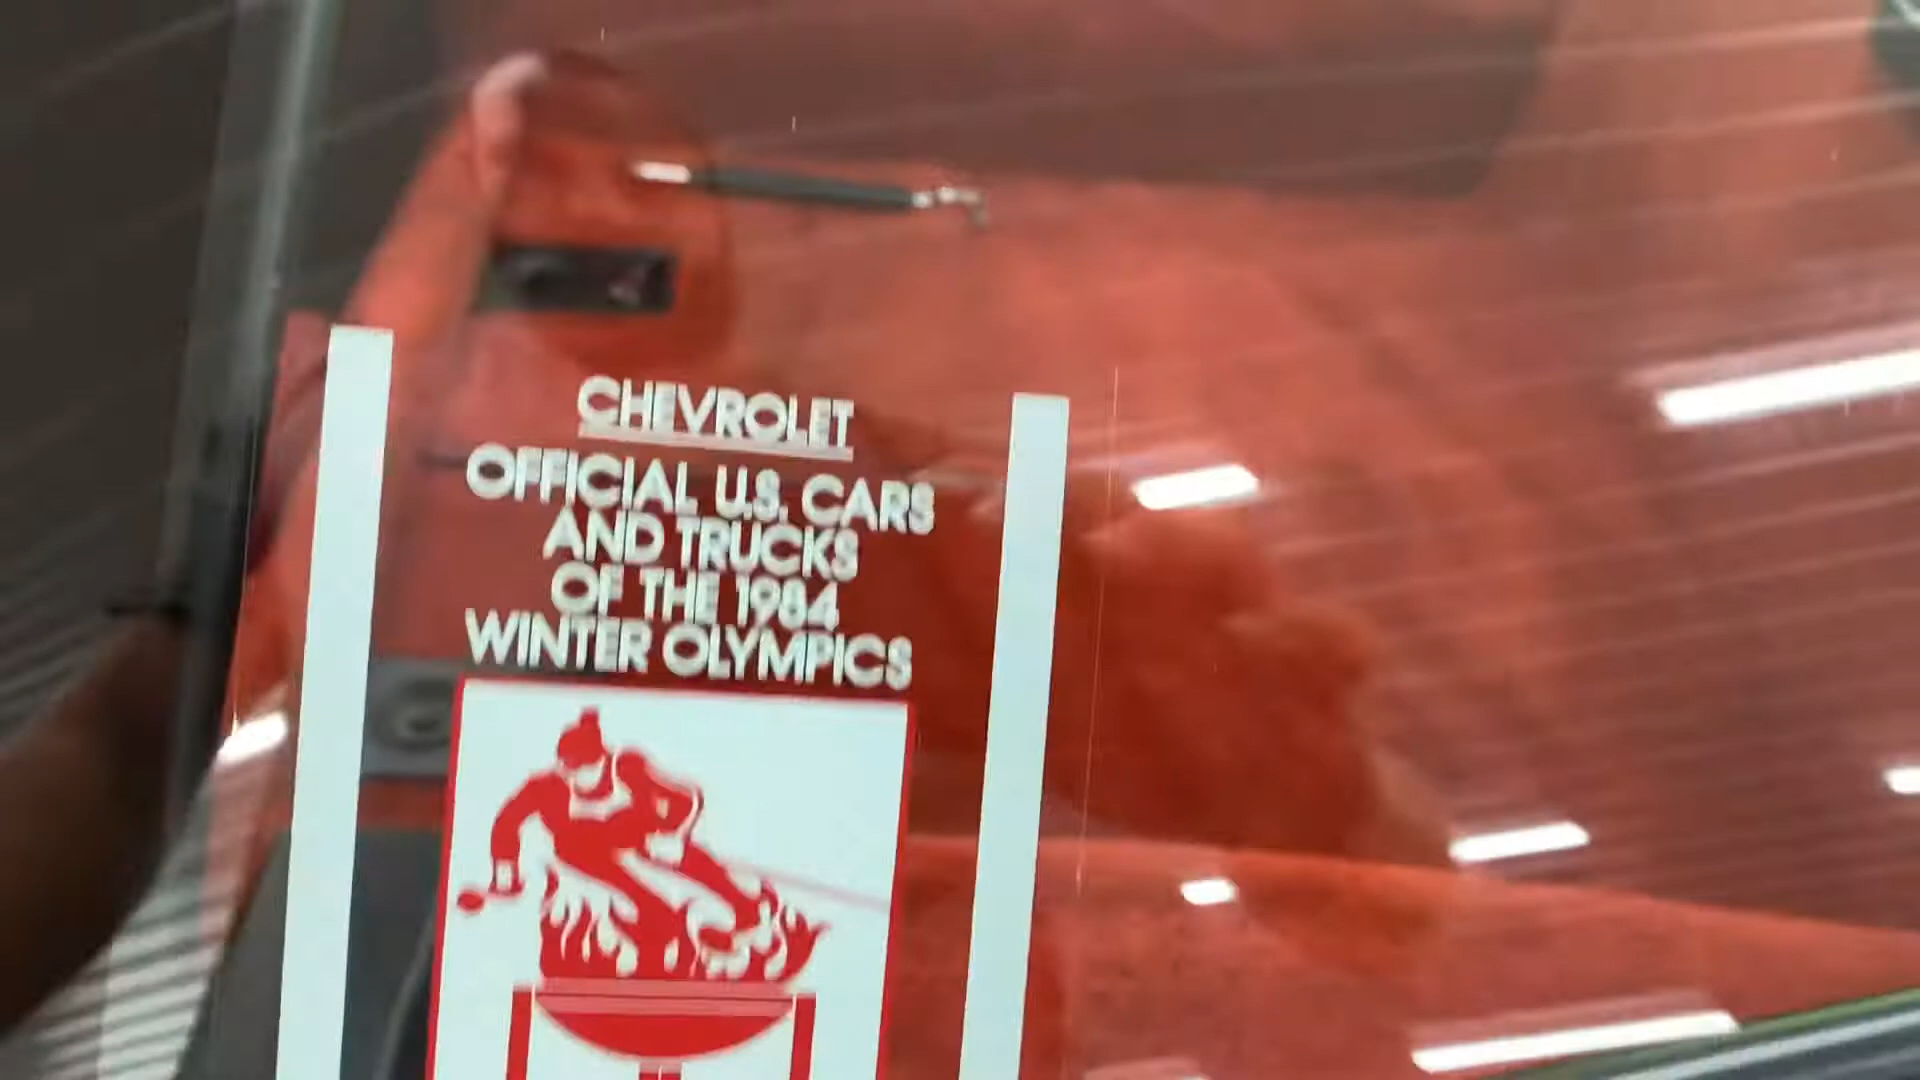 CHEVROLET
OFFICIAL U.S. CARS
AND TRUCKS
OF THE 1984
WINTER OLYMPICS